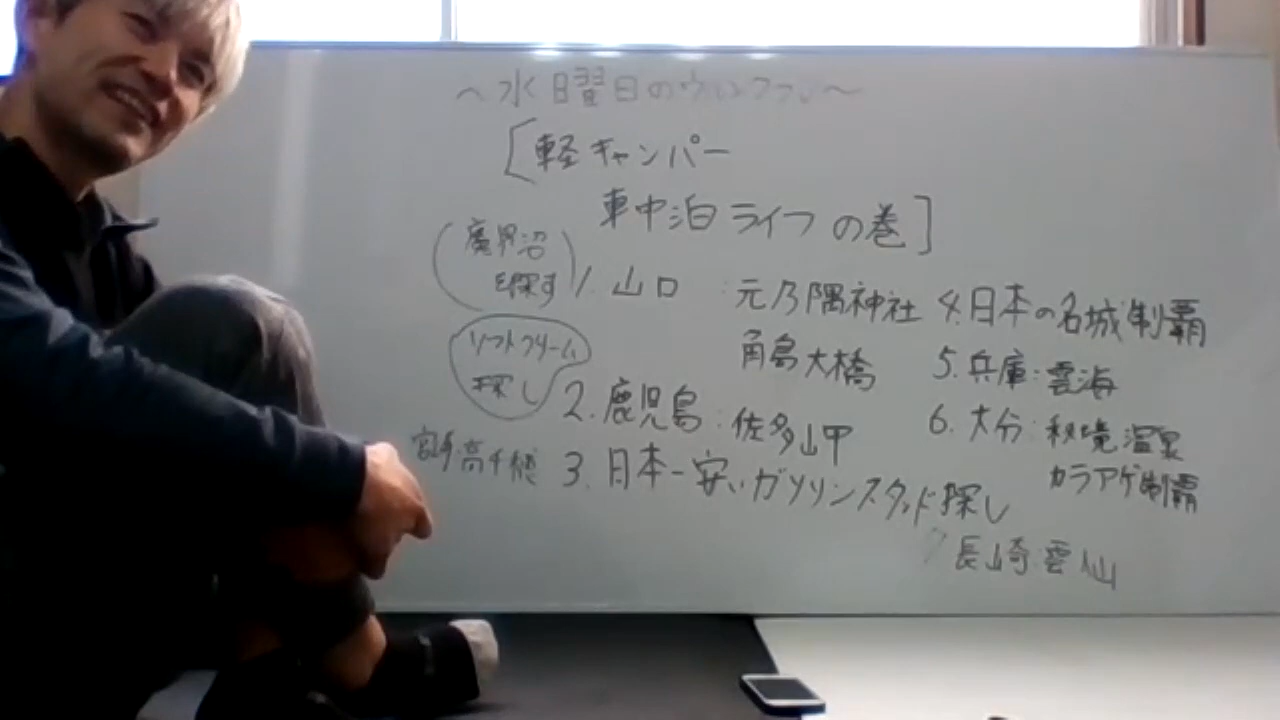 〜水曜日のウルフファン〜
[軽キャンパー
車中泊ライフの巻]
(魔界沼
を探す)
1. 山口 : 元乃隅神社
角島大橋
ソフトクリーム
探し
2. 鹿児島 : 佐多岬
宮崎 高千穂
3. 日本一安いガソリンスタンド探し
4. 日本の名城制覇
5. 兵庫 : 雲海
6. 大分 : 秘境温泉
カラアゲ制覇
7 長崎 雲仙